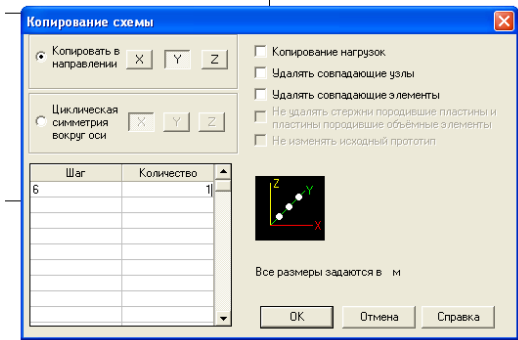 Копирование схемы
Копировать в
направлении
X Y Z
Циклическая
симметрия
вокруг оси
X Y Z
Шаг Количество
6 1
Копирование нагрузок
Удалять совпадающие узлы
Удалять совпадающие элементы
Не удалять стержни породившие пластины и
пластины породившие объёмные элементы
Не изменять исходный прототип
Z
Y
X
Все размеры задаются в м
OK Отмена Справка